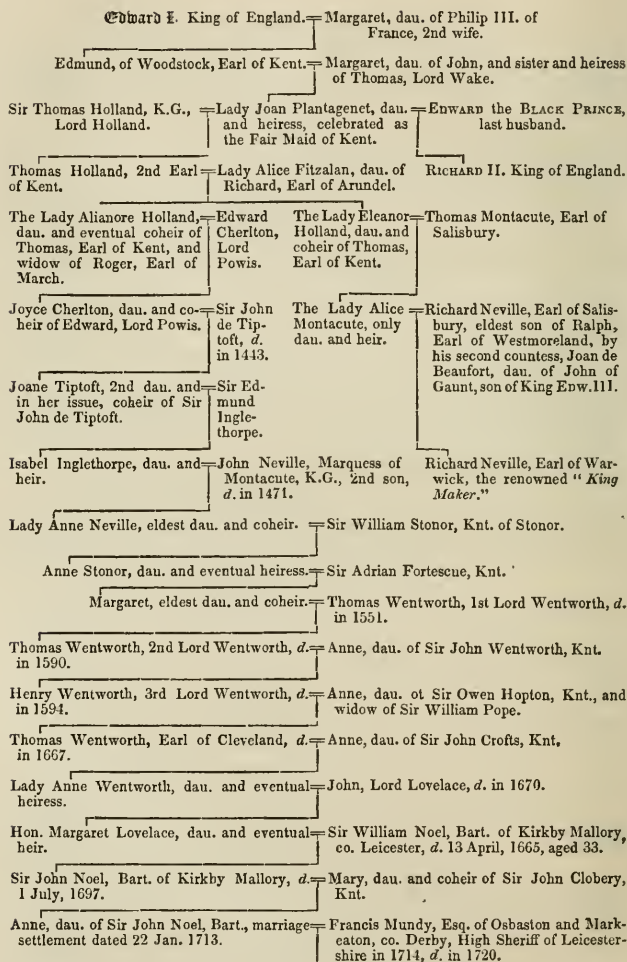 Edward I. King of England. Margaret, dau. of Philip III. of
France, 2nd wife.
Edmund, of Woodstock, Earl of Kent. Margaret, dau. of John, and sister and heiress
of Thomas, Lord Wake.
Sir Thomas Holland, K.G.,
Lord Holland.
Lady Joan Plantagenet, dau.
and heiress, celebrated as
the Fair Maid of Kent.
Edward the Black Prince,
last husband.
Thomas Holland, 2nd Earl
of Kent.
Lady Alice Fitzalan, dau. of
Richard, Earl of Arundel.
Richard II. King of England.
The Lady Alianore Holland,
dau. and eventual coheir of
Thomas, Earl of Kent, and
widow of Roger, Earl of
March.
Edward
Cherlton,
Lord
Powis.
The Lady Eleanor
Holland, dau. and
coheir of Thomas,
Earl of Kent.
Thomas Montacute, Earl of
Salisbury.
Joyce Cherlton, dau. and co-
heir of Edward, Lord Powis.
Sir John
de Tip-
toft, d.
in 1443.
The Lady Alice
Montacute, only
dau. and heir.
Richard Neville, Earl of Salis-
bury, eldest son of Ralph,
Earl of Westmoreland, by
his second countess, Joan de
Beaufort, dau. of John of
Gaunt, son of King Edw. III.
Joane Tiptoft, 2nd dau. and
in her issue, coheir of Sir
John de Tiptoft.
Sir Ed-
mund
Ingle-
thorpe.
Isabel Inglethorpe, dau. and
heir.
John Neville, Marquess of
Montacute, K.G., 2nd son,
d. in 1471.
Richard Neville, Earl of War-
wick, the renowned "King
Maker."
Lady Anne Neville, eldest dau. and coheir. Sir William Stonor, Knt. of Stonor.
Anne Stonor, dau. and eventual heiress. Sir Adrian Fortescue, Knt.
Margaret, eldest dau. and coheir. Thomas Wentworth, 1st Lord Wentworth, d.
in 1551.
Thomas Wentworth, 2nd Lord Wentworth, d.
in 1590.
Anne, dau. of Sir John Wentworth, Knt.
Henry Wentworth, 3rd Lord Wentworth, d.
in 1594.
Anne, dau. ot Sir Owen Hopton, Knt., and
widow of Sir William Pope.
Thomas Wentworth, Earl of Cleveland, d.
in 1667.
Anne, dau. of Sir John Crofts, Knt.
Lady Anne Wentworth, dau. and eventual
heiress.
John, Lord Lovelace, d. in 1670.
Hon. Margaret Lovelace, dau. and eventual
heir.
Sir William Noel, Bart. of Kirkby Mallory,
co. Leicester, d. 13 April, 1665, aged 33.
Sir John Noel, Bart. of Kirkby Mallory, d.
1 July, 1697.
Mary, dau. and coheir of Sir John Clobery,
Knt.
Anne, dau. of Sir John Noel, Bart., marriage
settlement dated 22 Jan. 1713.
Francis Mundy, Esq. of Osbaston and Mark-
eaton, co. Derby, High Sheriff of Leicester-
shire in 1714, d. in 1720.